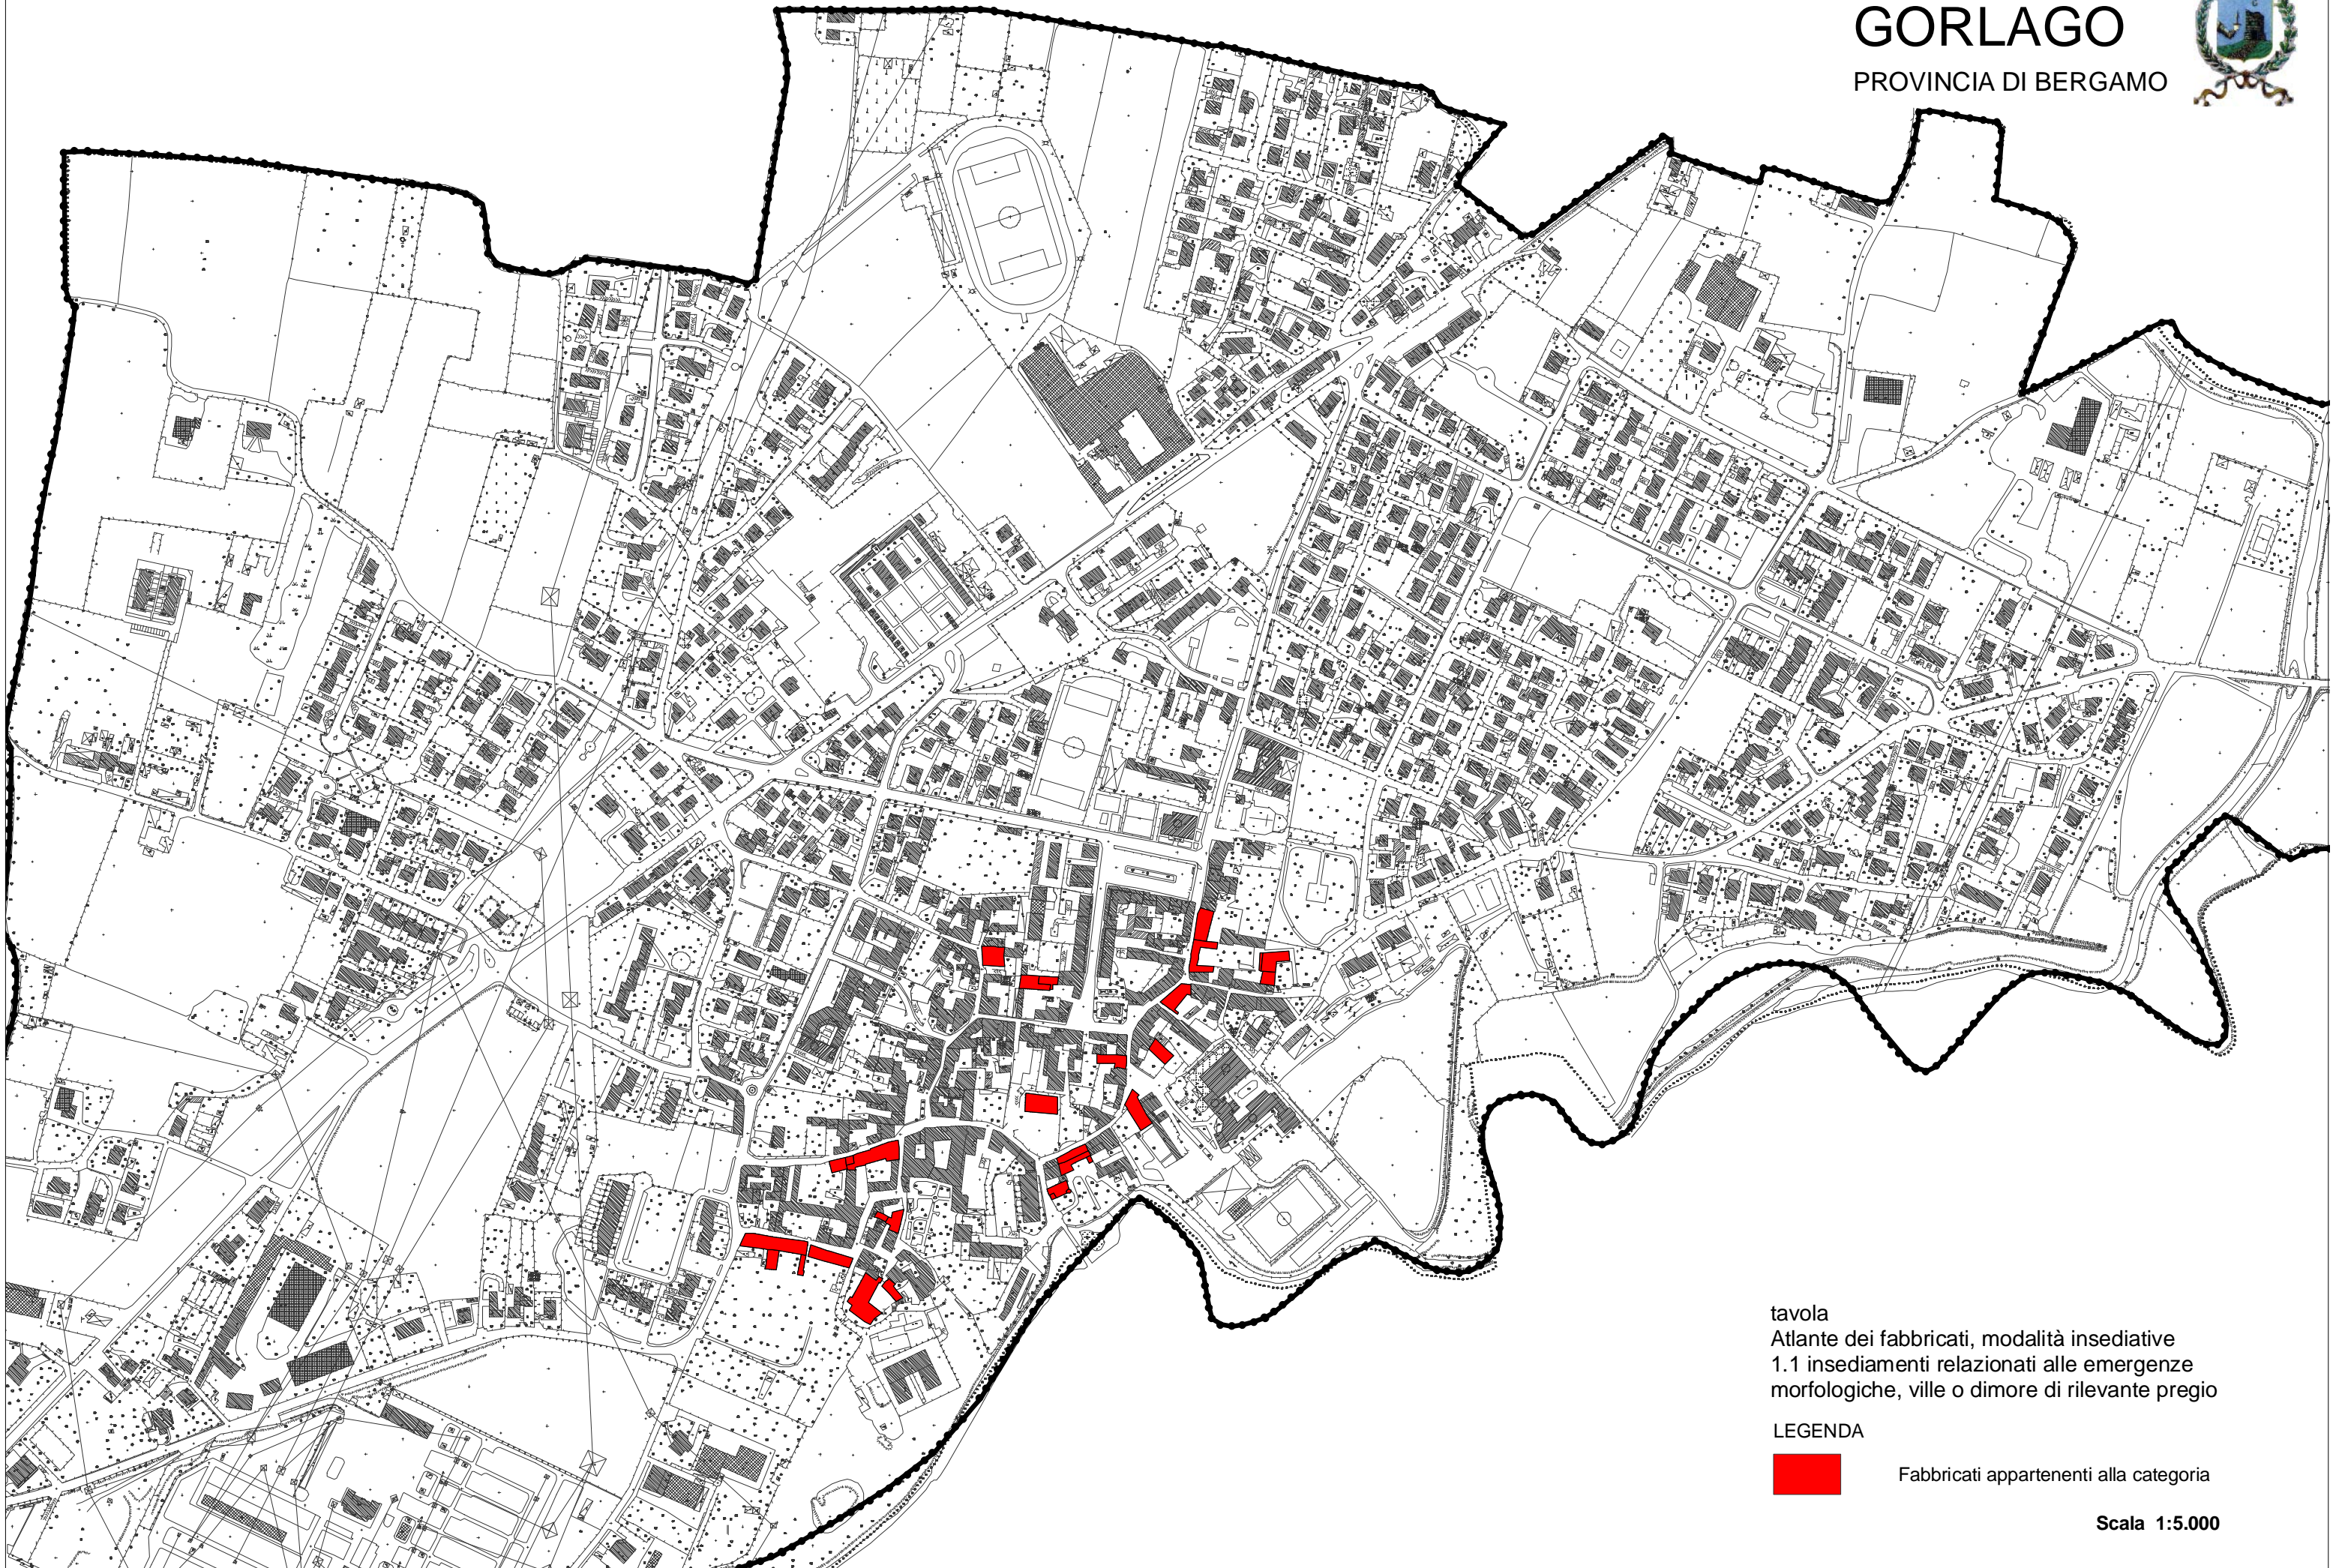 GORLAGO
PROVINCIA DI BERGAMO
tavola
Atlante dei fabbricati, modalità insediative
1.1 insediamenti relazionati alle emergenze
morfologiche, ville o dimore di rilevante pregio
LEGENDA
Fabbricati appartenenti alla categoria
Scala 1:5.000